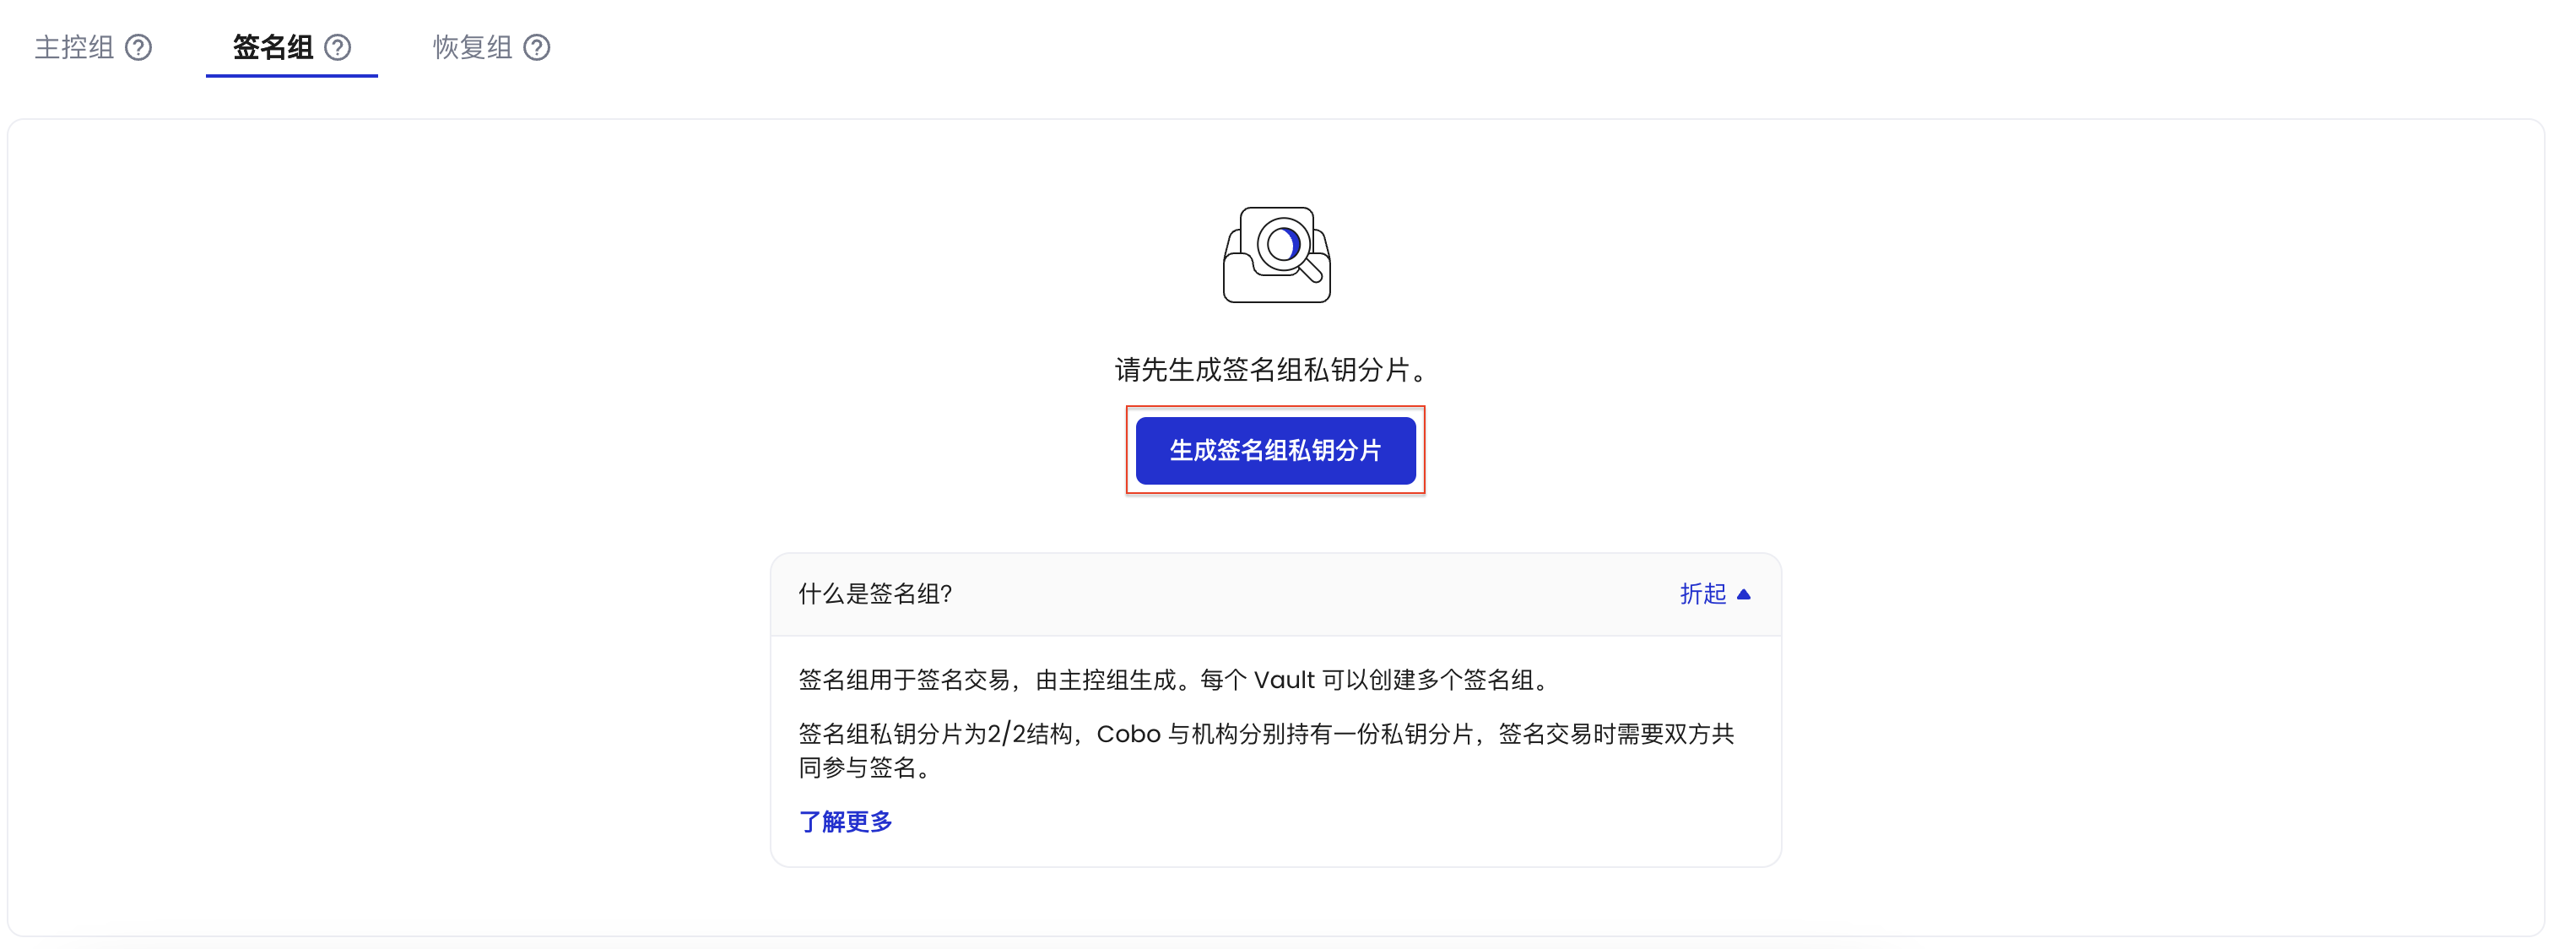 主控组
签名组
恢复组
请先生成签名组私钥分片。
生成签名组私钥分片
什么是签名组?
折起
签名组用于签名交易，由主控组生成。每个 Vault 可以创建多个签名组。
签名组私钥分片为2/2结构，Cobo 与机构分别持有一份私钥分片，签名交易时需要双方共
同参与签名。
了解更多